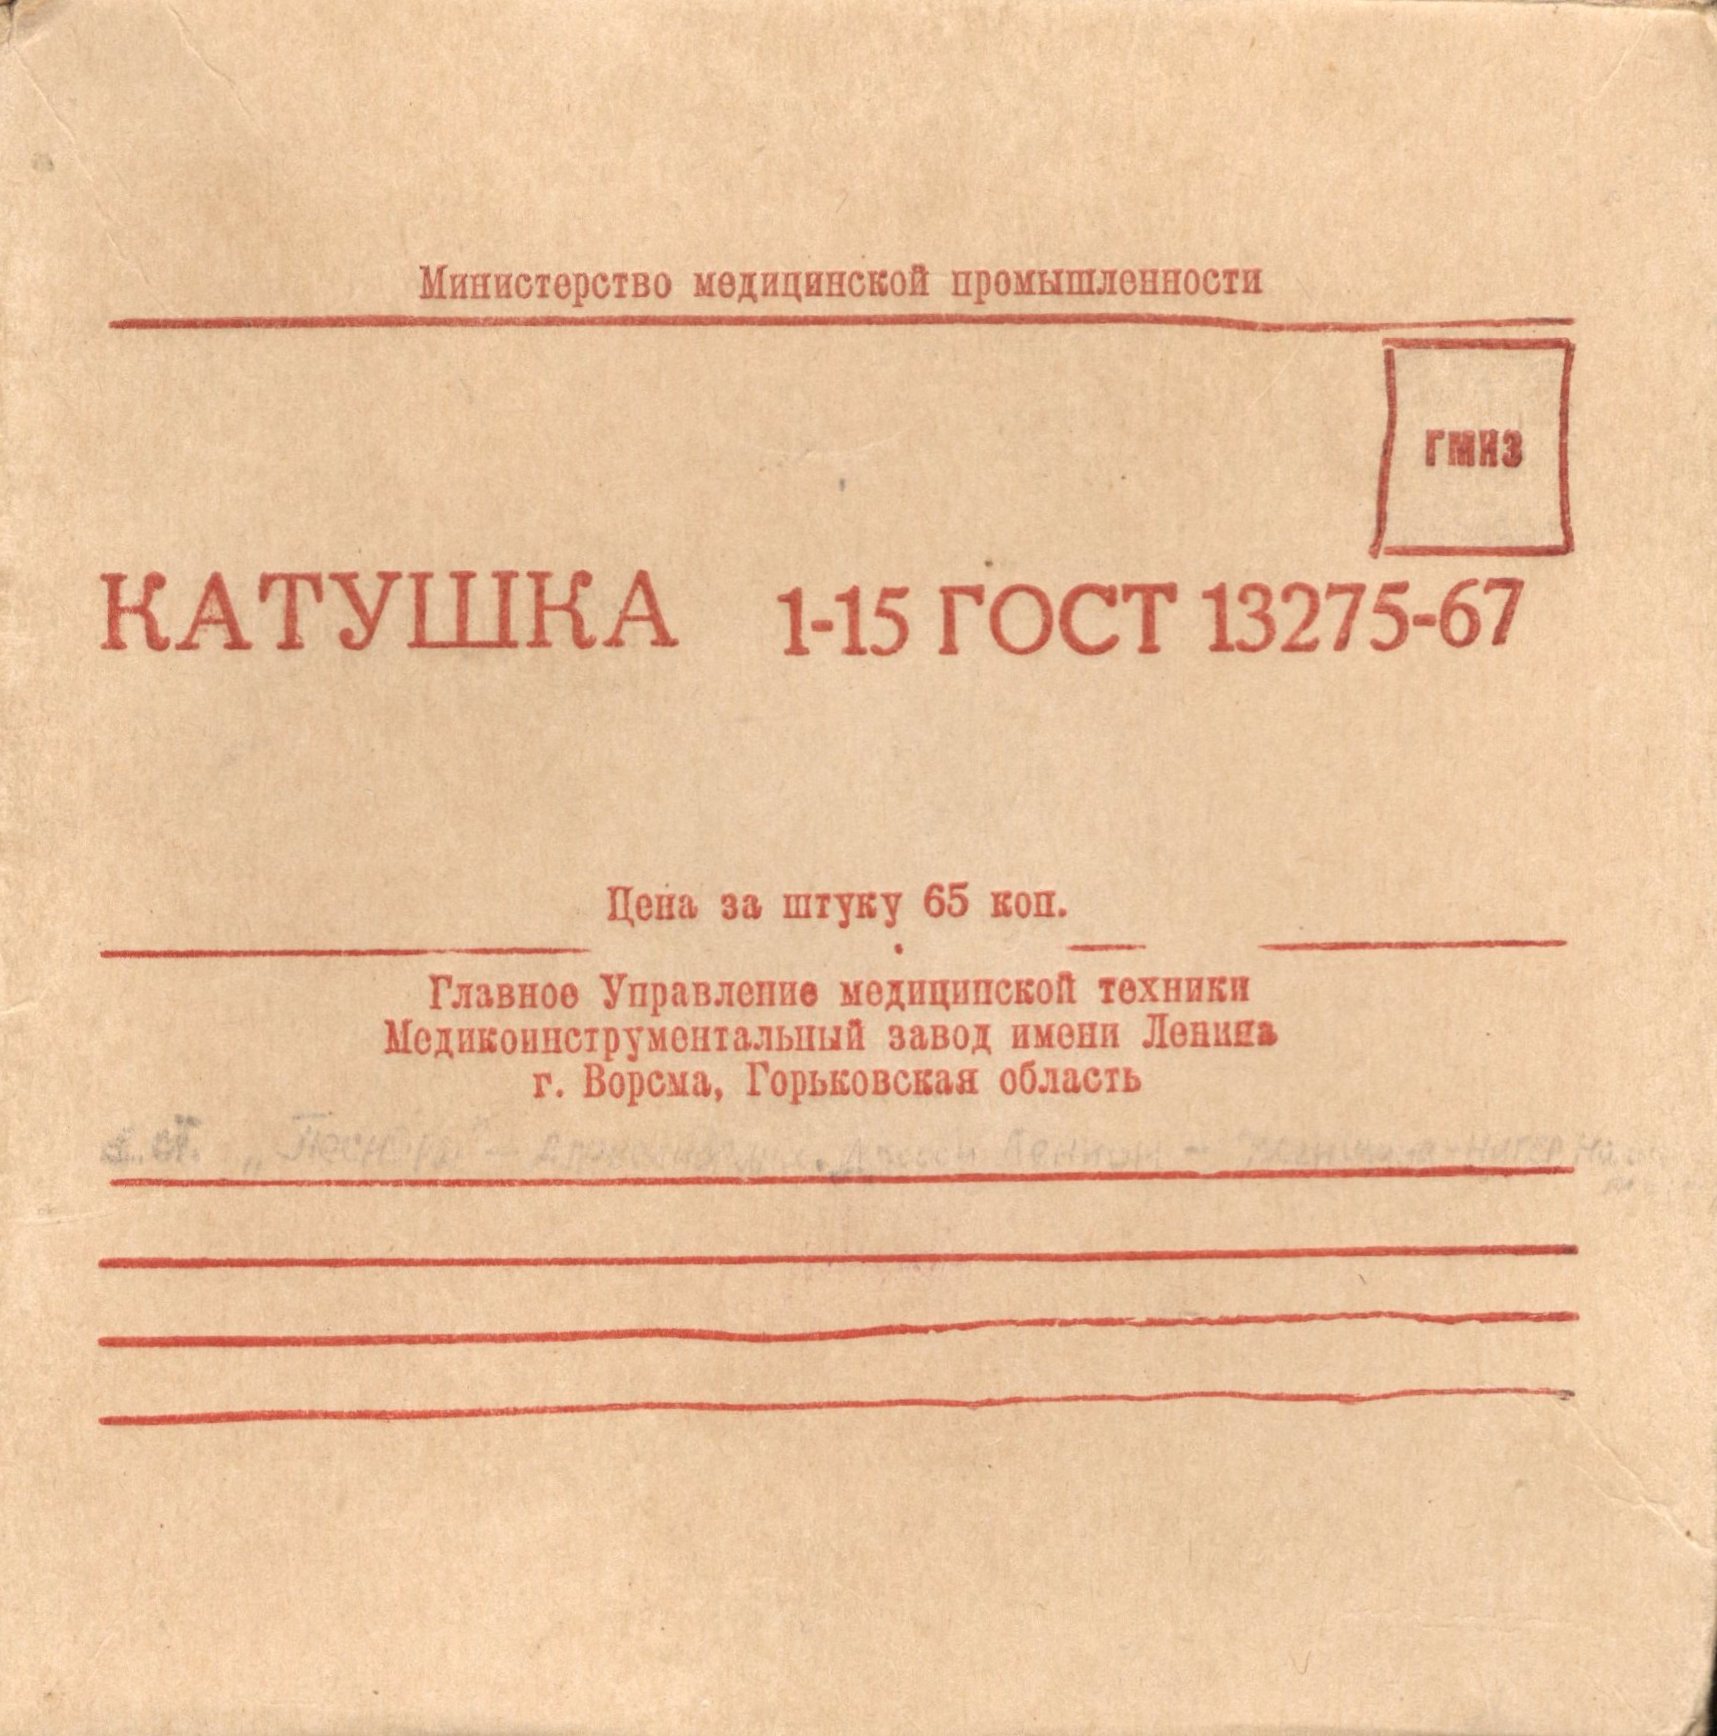 Министерство медицинской промышленности
ГМИЗ
КАТУШКА 1-15 ГОСТ 13275-67
Цена за штуку 65 коп.
Главное Управление медицинской техники
Медикоинструментальный завод имени Ленина
г. Ворсма, Горьковская область